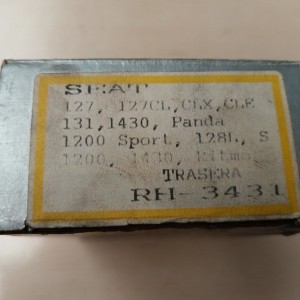 SEAT
127, 127CL,CLX,CLE
131,1430, Panda
1200 Sport, 128L, S
1200, 1430, Ritmo
TRASERA
RH-3431